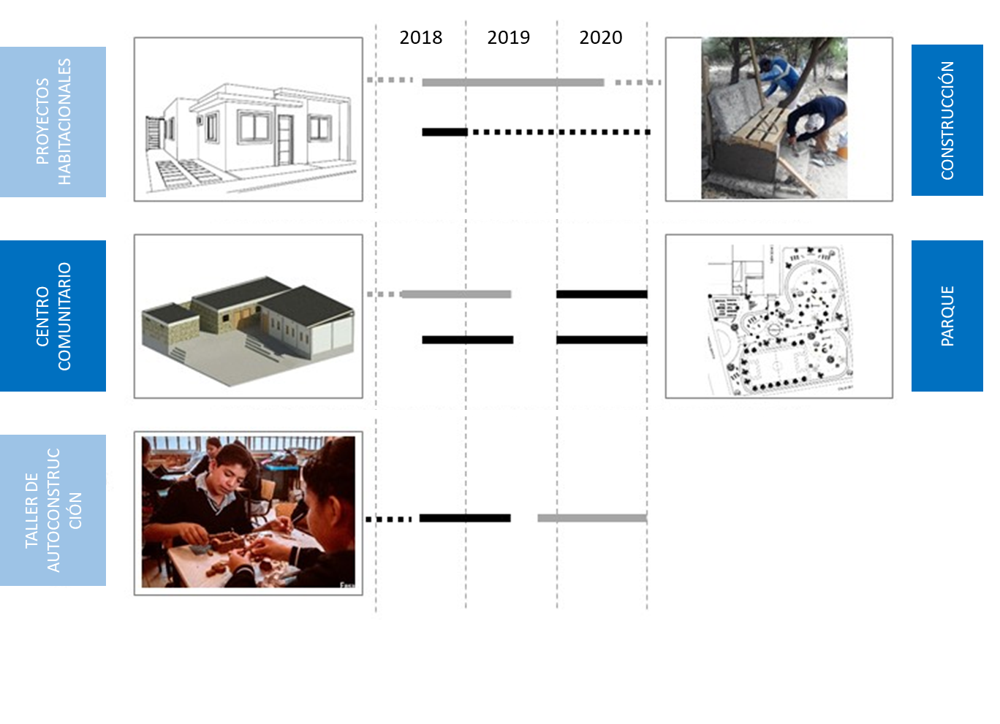 2018 2019 2020
PROYECTOS
HABITACIONALES
CONSTRUCCIÓN
CENTRO
COMUNITARIO
PARQUE
TALLER DE
AUTOCONSTRUC
CIÓN